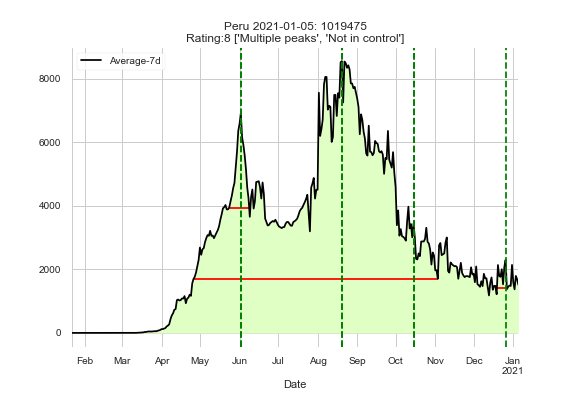 Peru 2021-01-05: 1019475
Rating:8 ['Multiple peaks', 'Not in control']
Average-7d
8000
6000
4000
2000
0
Feb Mar Apr May Jun Jul Aug Sep Oct Nov Dec Jan
2021
Date